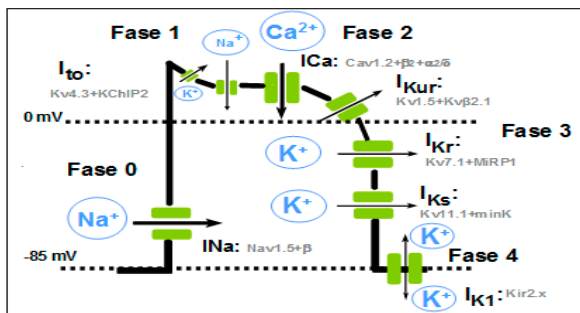 Fase 1
Na⁺
Ca²⁺
Fase 2
Ito:
Kv4.3+KChIP2
K⁺
ICa: Cav1.2+β2+α2/δ
IKur:
Kv1.5+Kvβ2.1
0 mV
Fase 3
K⁺
IKr:
Kv7.1+MiRP1
Fase 0
K⁺
IKs:
Kv11.1+minK
Na⁺
INa: Nav1.5+β
K⁺
Fase 4
-85 mV
K⁺
IK1: Kir2.x